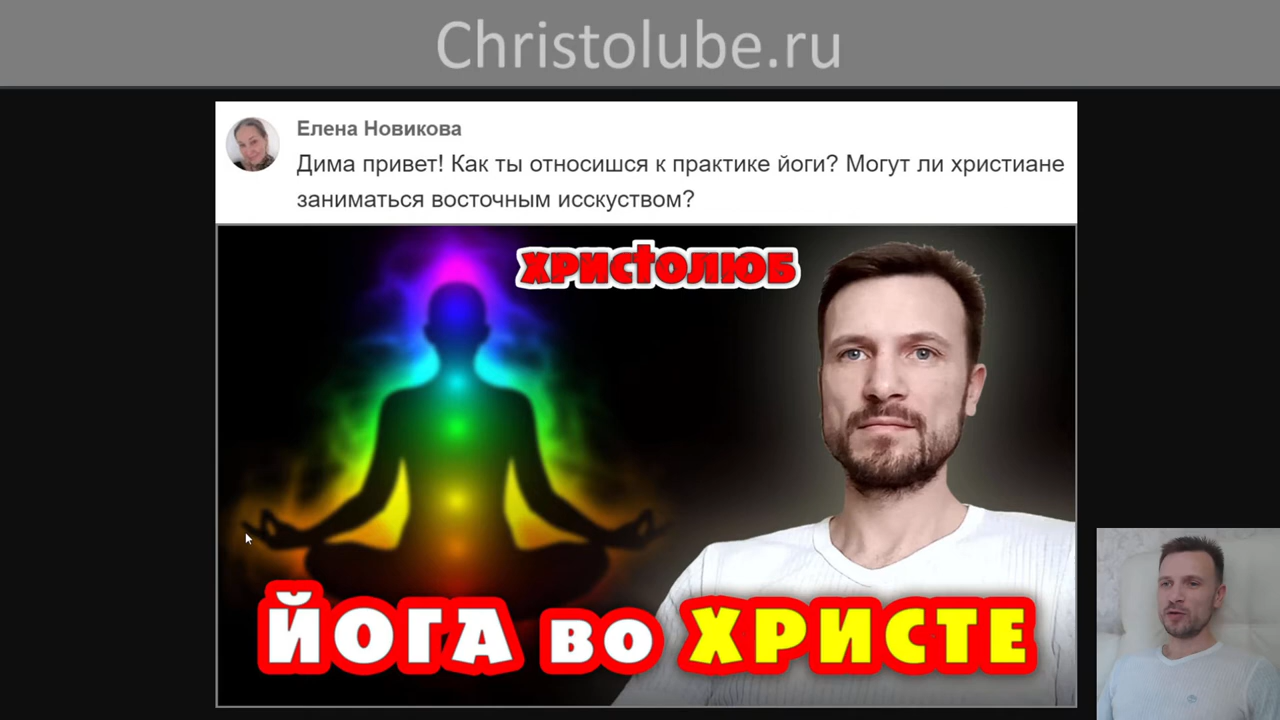 Christolube.ru
Елена Новикова
Дима привет! Как ты относишся к практике йоги? Могут ли христиане
заниматься восточным исскуством?
ХРИСТОЛЮБ
ЙОГА ВО ХРИСТЕ